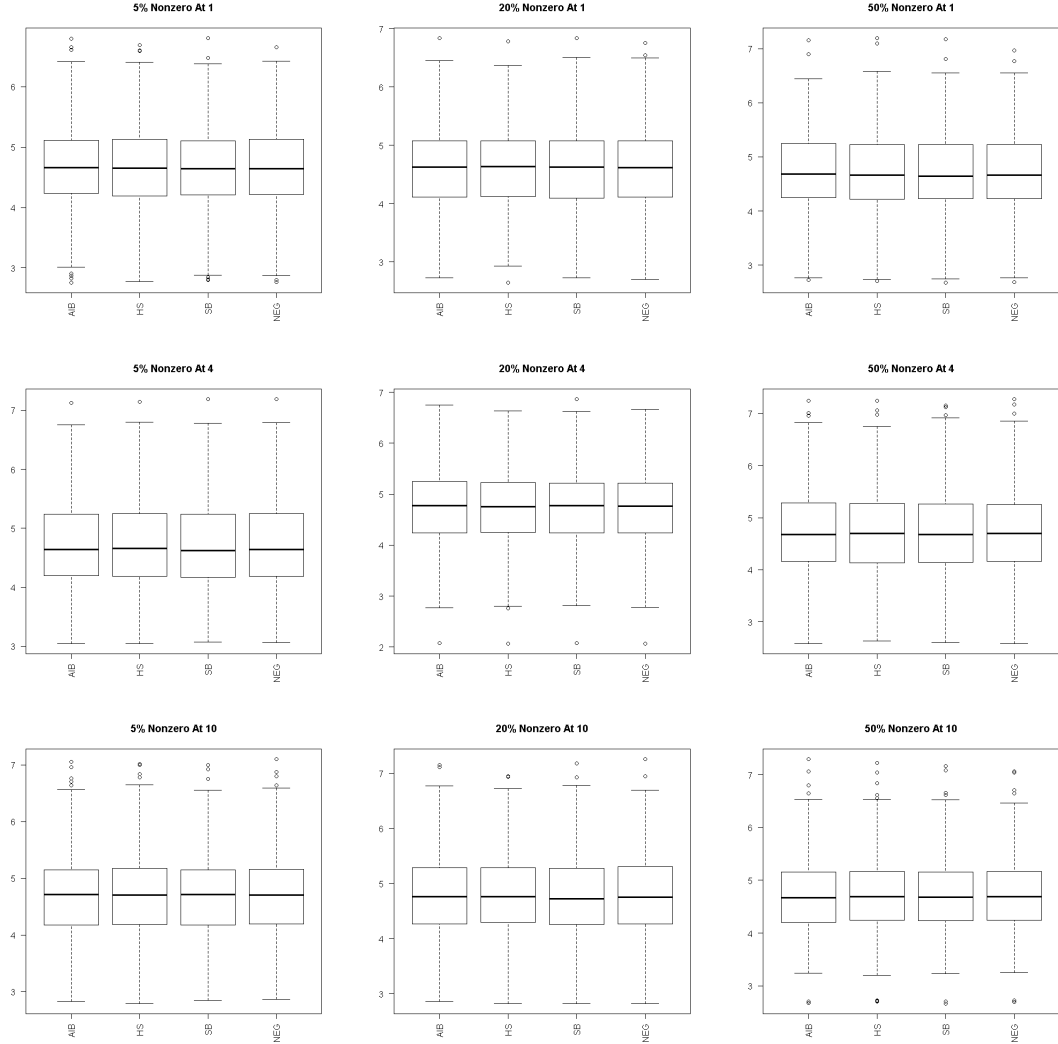 5% Nonzero At 1
20% Nonzero At 1
50% Nonzero At 1
6
5
4
3
AIB
HS
SB
NEG
7
6
5
4
3
AIB
HS
SB
NEG
7
6
5
4
3
AIB
HS
SB
NEG
5% Nonzero At 4
20% Nonzero At 4
50% Nonzero At 4
7
6
5
4
3
AIB
HS
SB
NEG
7
6
5
4
3
2
AIB
HS
SB
NEG
7
6
5
4
3
AIB
HS
SB
NEG
5% Nonzero At 10
20% Nonzero At 10
50% Nonzero At 10
7
6
5
4
3
AIB
HS
SB
NEG
7
6
5
4
3
AIB
HS
SB
NEG
7
6
5
4
3
AIB
HS
SB
NEG